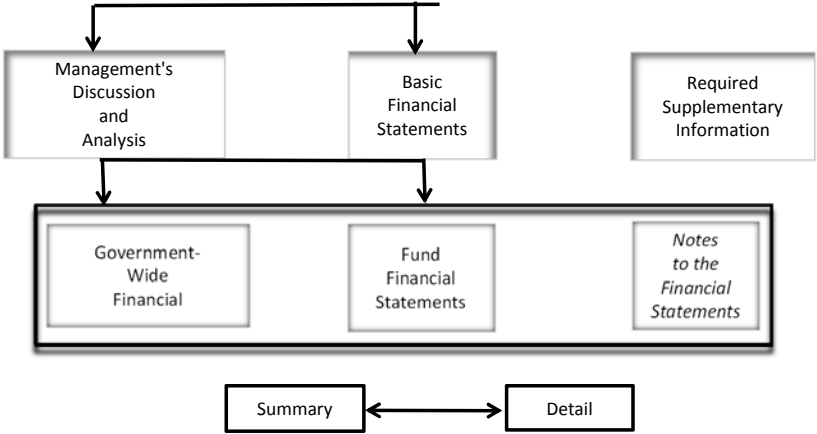 Management's
Discussion
and
Analysis
Basic
Financial
Statements
Required
Supplementary
Information
Government-
Wide
Financial
Fund
Financial
Statements
Notes
to the
Financial
Statements
Summary
Detail